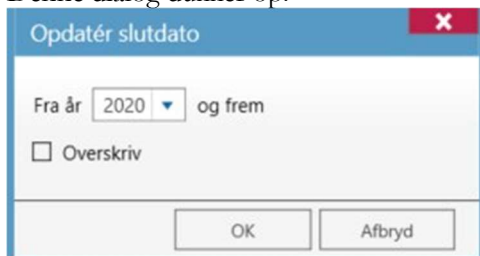 Opdatér slutdato
Fra år 2020 og frem
Overskriv
OK Afbryd